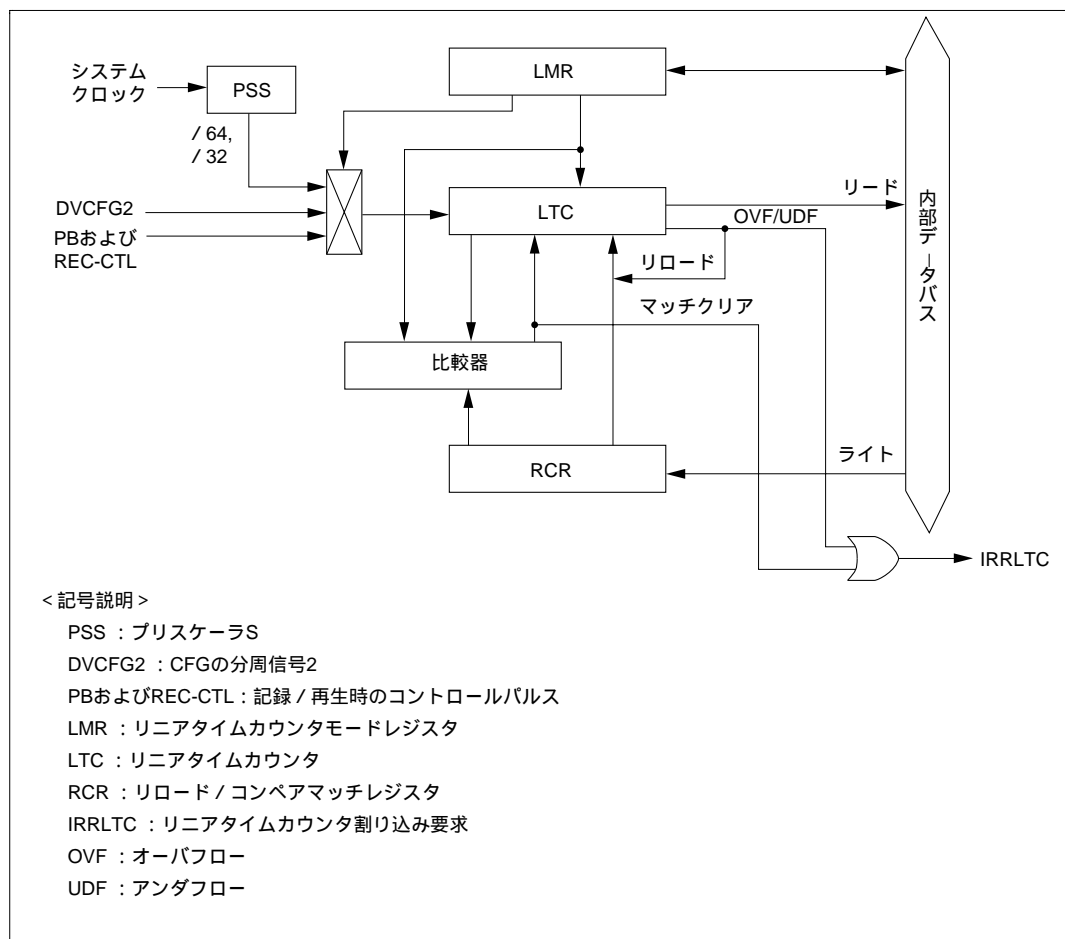 システム
クロック
PSS
LMR
/ 64,
/ 32
DVCFG2
PBおよび
REC-CTL
LTC
リード
OVF/UDF
リロード
マッチクリア
内部データバス
比較器
RCR
ライト
IRRLTC
＜記号説明＞
PSS ：プリスケーラS
DVCFG2 ：CFGの分周信号2
PBおよびREC-CTL：記録／再生時のコントロールパルス
LMR ：リニアタイムカウンタモードレジスタ
LTC ：リニアタイムカウンタ
RCR ：リロード／コンペアマッチレジスタ
IRRLTC ：リニアタイムカウンタ割り込み要求
OVF ：オーバフロー
UDF ：アンダフロー